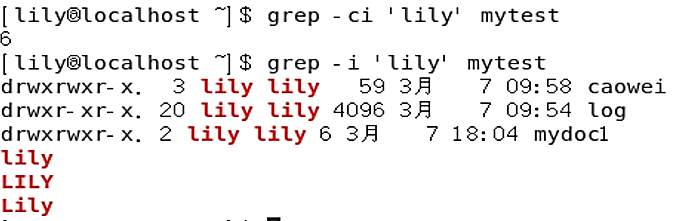 [lily@localhost ~]$ grep -ci 'lily' mytest
6
[lily@localhost ~]$ grep -i 'lily' mytest
drwxrwxr-x. 3 lily lily 59 3月 7 09:58 caowei
drwxr-xr-x. 20 lily lily 4096 3月 7 09:54 log
drwxrwxr-x. 2 lily lily 6 3月 7 18:04 mydoc1
lily
LILY
Lily